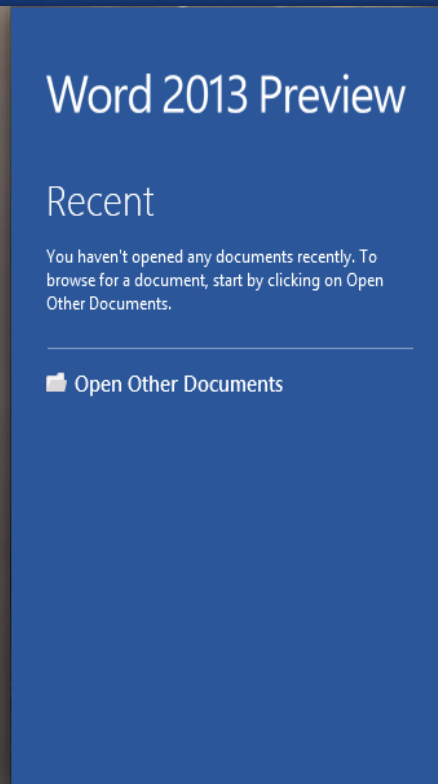 Word 2013 Preview
Recent
You haven't opened any documents recently. To
browse for a document, start by clicking on Open
Other Documents.
Open Other Documents